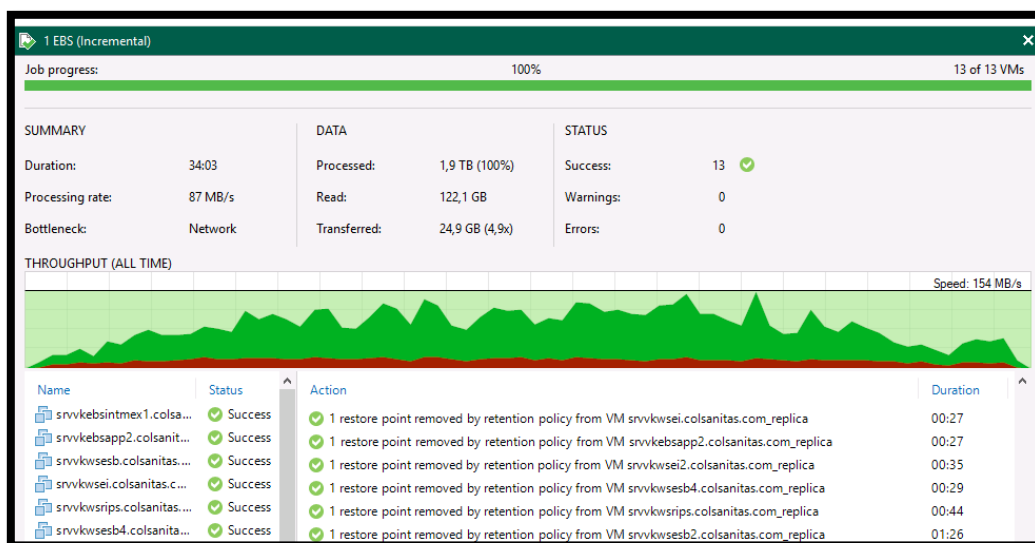 1 EBS (Incremental)
Job progress: 100% 13 of 13 VMs
SUMMARY DATA STATUS
Duration: 34:03 Processed: 1,9 TB (100%) Success: 13
Processing rate: 87 MB/s Read: 122,1 GB Warnings: 0
Bottleneck: Network Transferred: 24,9 GB (4,9x) Errors: 0
THROUGHPUT (ALL TIME)
Speed: 154 MB/s
Name Status Action Duration
srvvkebsintmex1.colsa... Success 1 restore point removed by retention policy from VM srvvkwsei.colsanitas.com_replica 00:27
srvvkebsapp2.colsanit... Success 1 restore point removed by retention policy from VM srvvkebsapp2.colsanitas.com_replica 00:27
srvvkwsesb.colsanitas.... Success 1 restore point removed by retention policy from VM srvvkwsei2.colsanitas.com_replica 00:35
srvvkwsei.colsanitas.c... Success 1 restore point removed by retention policy from VM srvvkwsesb4.colsanitas.com_replica 00:29
srvvkwsrips.colsanitas.... Success 1 restore point removed by retention policy from VM srvvkwsrips.colsanitas.com_replica 00:44
srvvkwsesb4.colsanita... Success 1 restore point removed by retention policy from VM srvvkwsesb2.colsanitas.com_replica 01:26